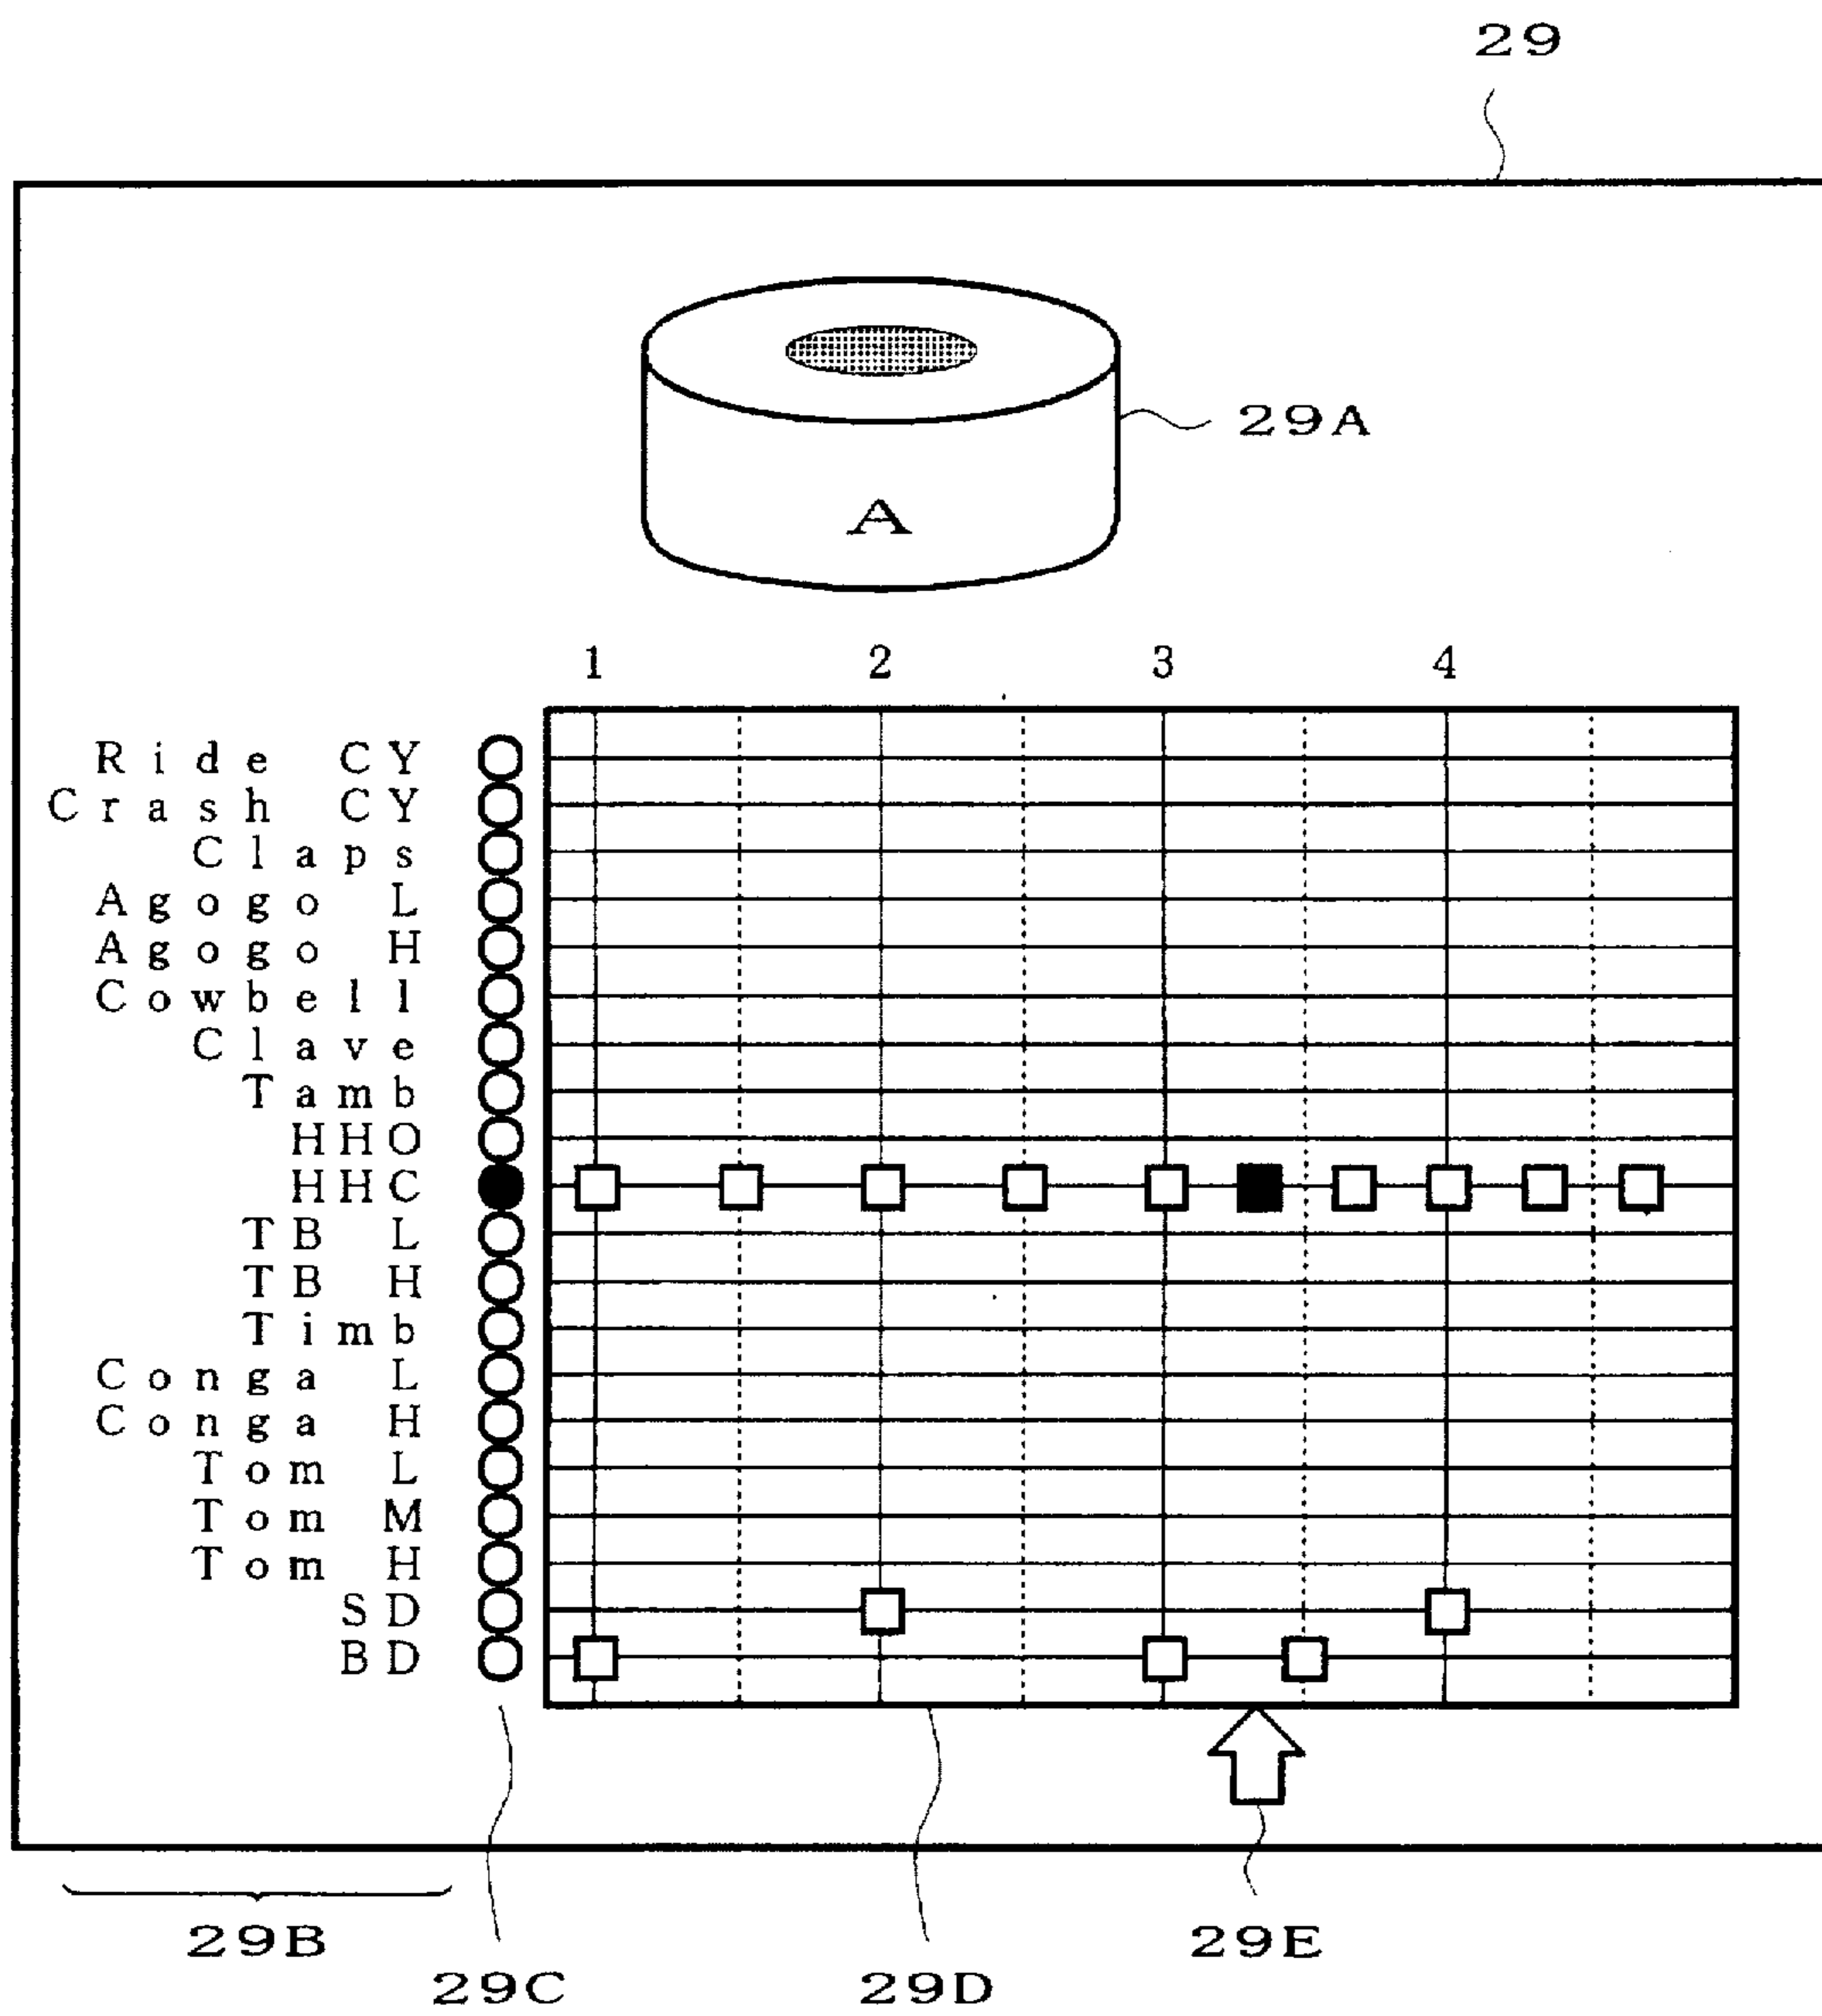 29
29A
A
1 2 3 4
Ride CY
Crash CY
Claps
Agogo L
Agogo H
Cowbell
Clave
Tamb
HHO
HHC
TB L
TB H
Timb
Conga L
Conga H
Tom L
Tom M
Tom H
SD
BD
29B
29C
29D
29E